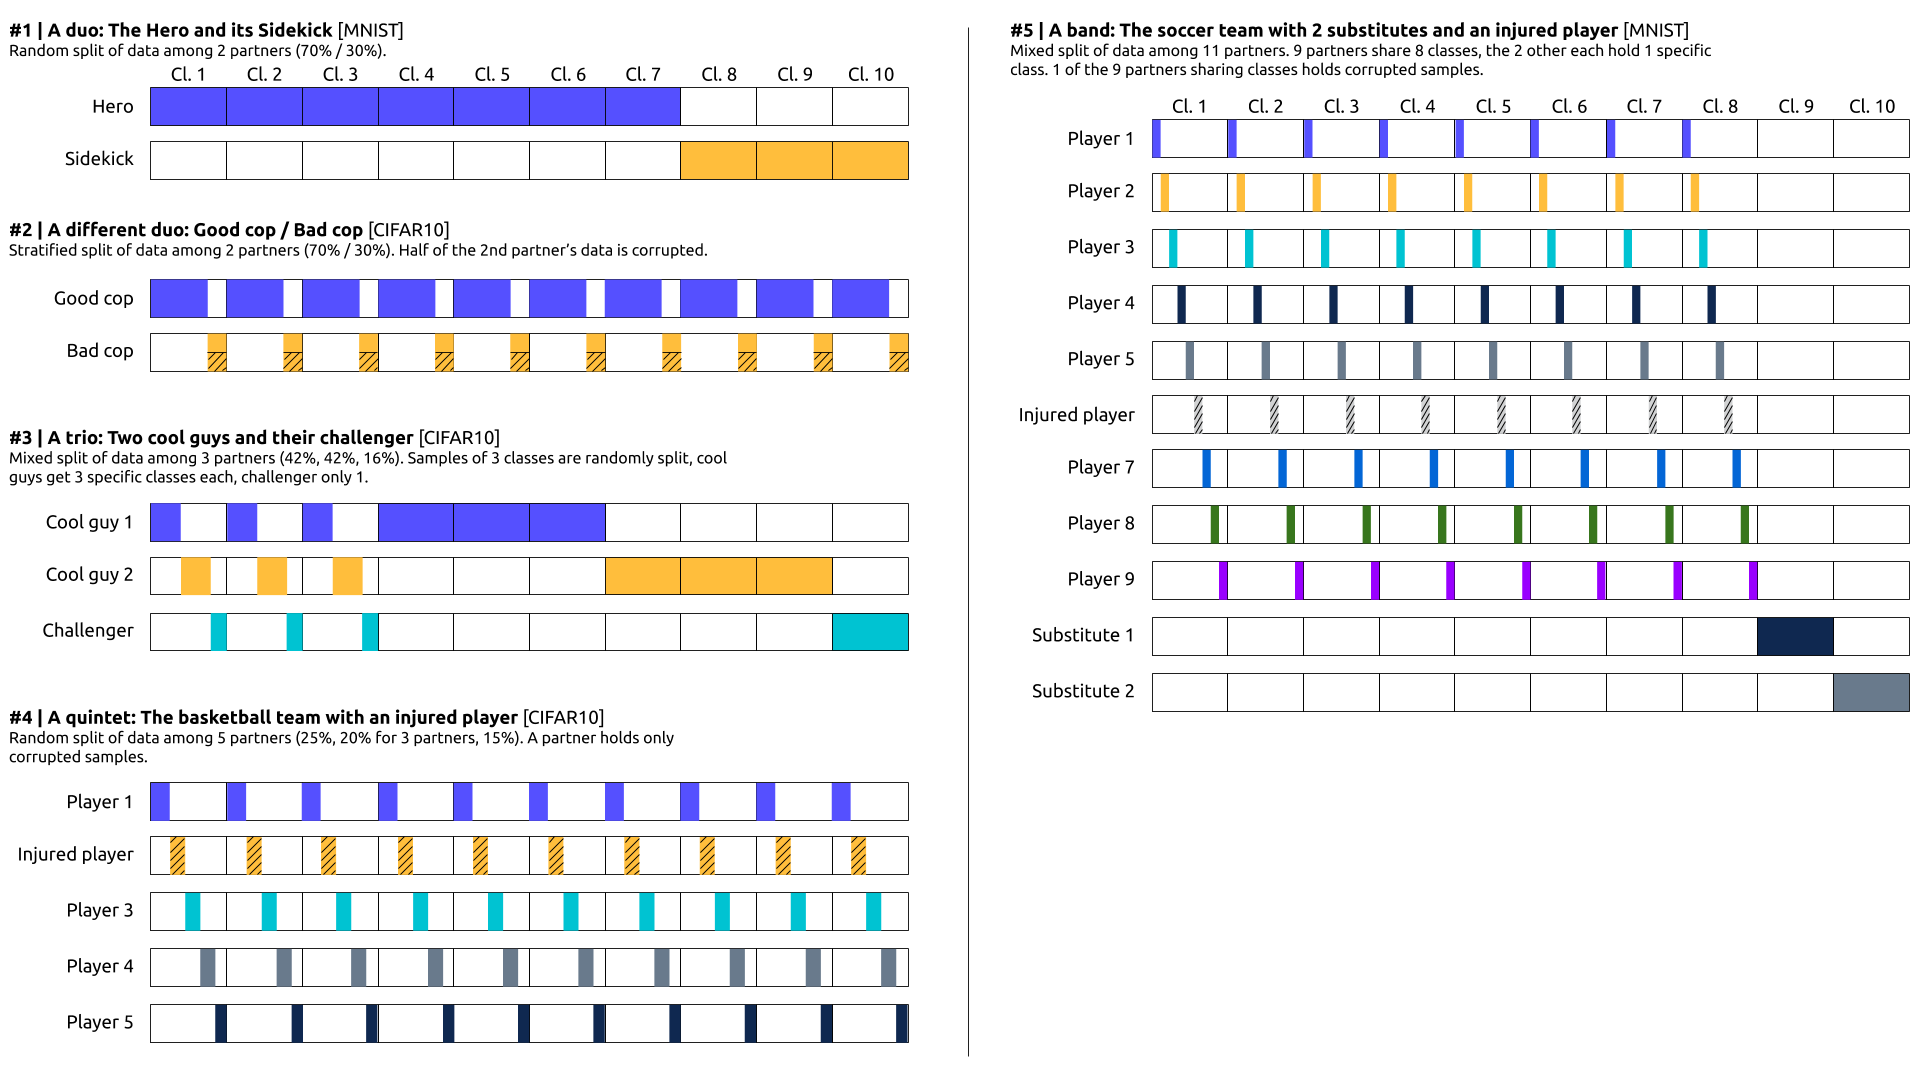 #1 | A duo: The Hero and its Sidekick [MNIST]
Random split of data among 2 partners (70% / 30%).
Cl. 1 Cl. 2 Cl. 3 Cl. 4 Cl. 5 Cl. 6 Cl. 7 Cl. 8 Cl. 9 Cl. 10
Hero
Sidekick
#2 | A different duo: Good cop / Bad cop [CIFAR10]
Stratified split of data among 2 partners (70% / 30%). Half of the 2nd partner’s data is corrupted.
Good cop
Bad cop
#3 | A trio: Two cool guys and their challenger [CIFAR10]
Mixed split of data among 3 partners (42%, 42%, 16%). Samples of 3 classes are randomly split, cool
guys get 3 specific classes each, challenger only 1.
Cool guy 1
Cool guy 2
Challenger
#4 | A quintet: The basketball team with an injured player [CIFAR10]
Random split of data among 5 partners (25%, 20% for 3 partners, 15%). A partner holds only
corrupted samples.
Player 1
Injured player
Player 3
Player 4
Player 5
#5 | A band: The soccer team with 2 substitutes and an injured player [MNIST]
Mixed split of data among 11 partners. 9 partners share 8 classes, the 2 other each hold 1 specific
class. 1 of the 9 partners sharing classes holds corrupted samples.
Cl. 1 Cl. 2 Cl. 3 Cl. 4 Cl. 5 Cl. 6 Cl. 7 Cl. 8 Cl. 9 Cl. 10
Player 1
Player 2
Player 3
Player 4
Player 5
Injured player
Player 7
Player 8
Player 9
Substitute 1
Substitute 2